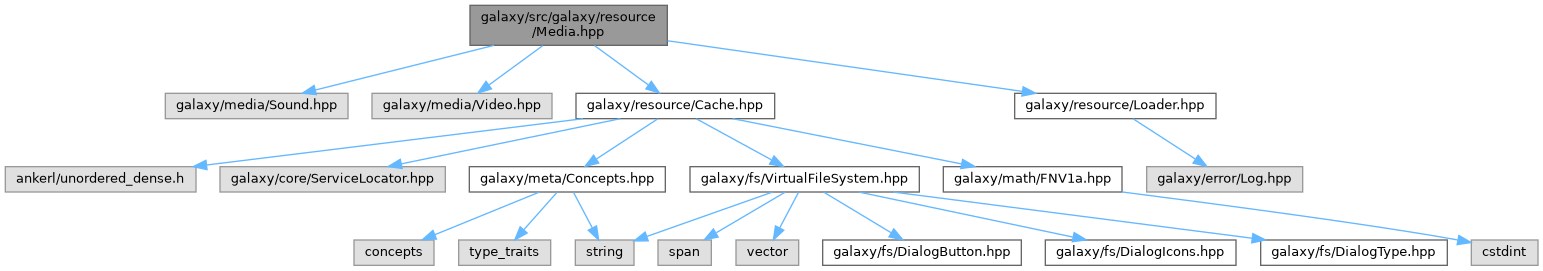 galaxy/src/galaxy/resource
/Media.hpp
galaxy/media/Sound.hpp
galaxy/media/Video.hpp
galaxy/resource/Cache.hpp
galaxy/resource/Loader.hpp
ankerl/unordered_dense.h
galaxy/core/ServiceLocator.hpp
galaxy/meta/Concepts.hpp
galaxy/fs/VirtualFileSystem.hpp
galaxy/math/FNV1a.hpp
galaxy/error/Log.hpp
concepts
type_traits
string
span
vector
galaxy/fs/DialogButton.hpp
galaxy/fs/DialogIcons.hpp
galaxy/fs/DialogType.hpp
cstdint